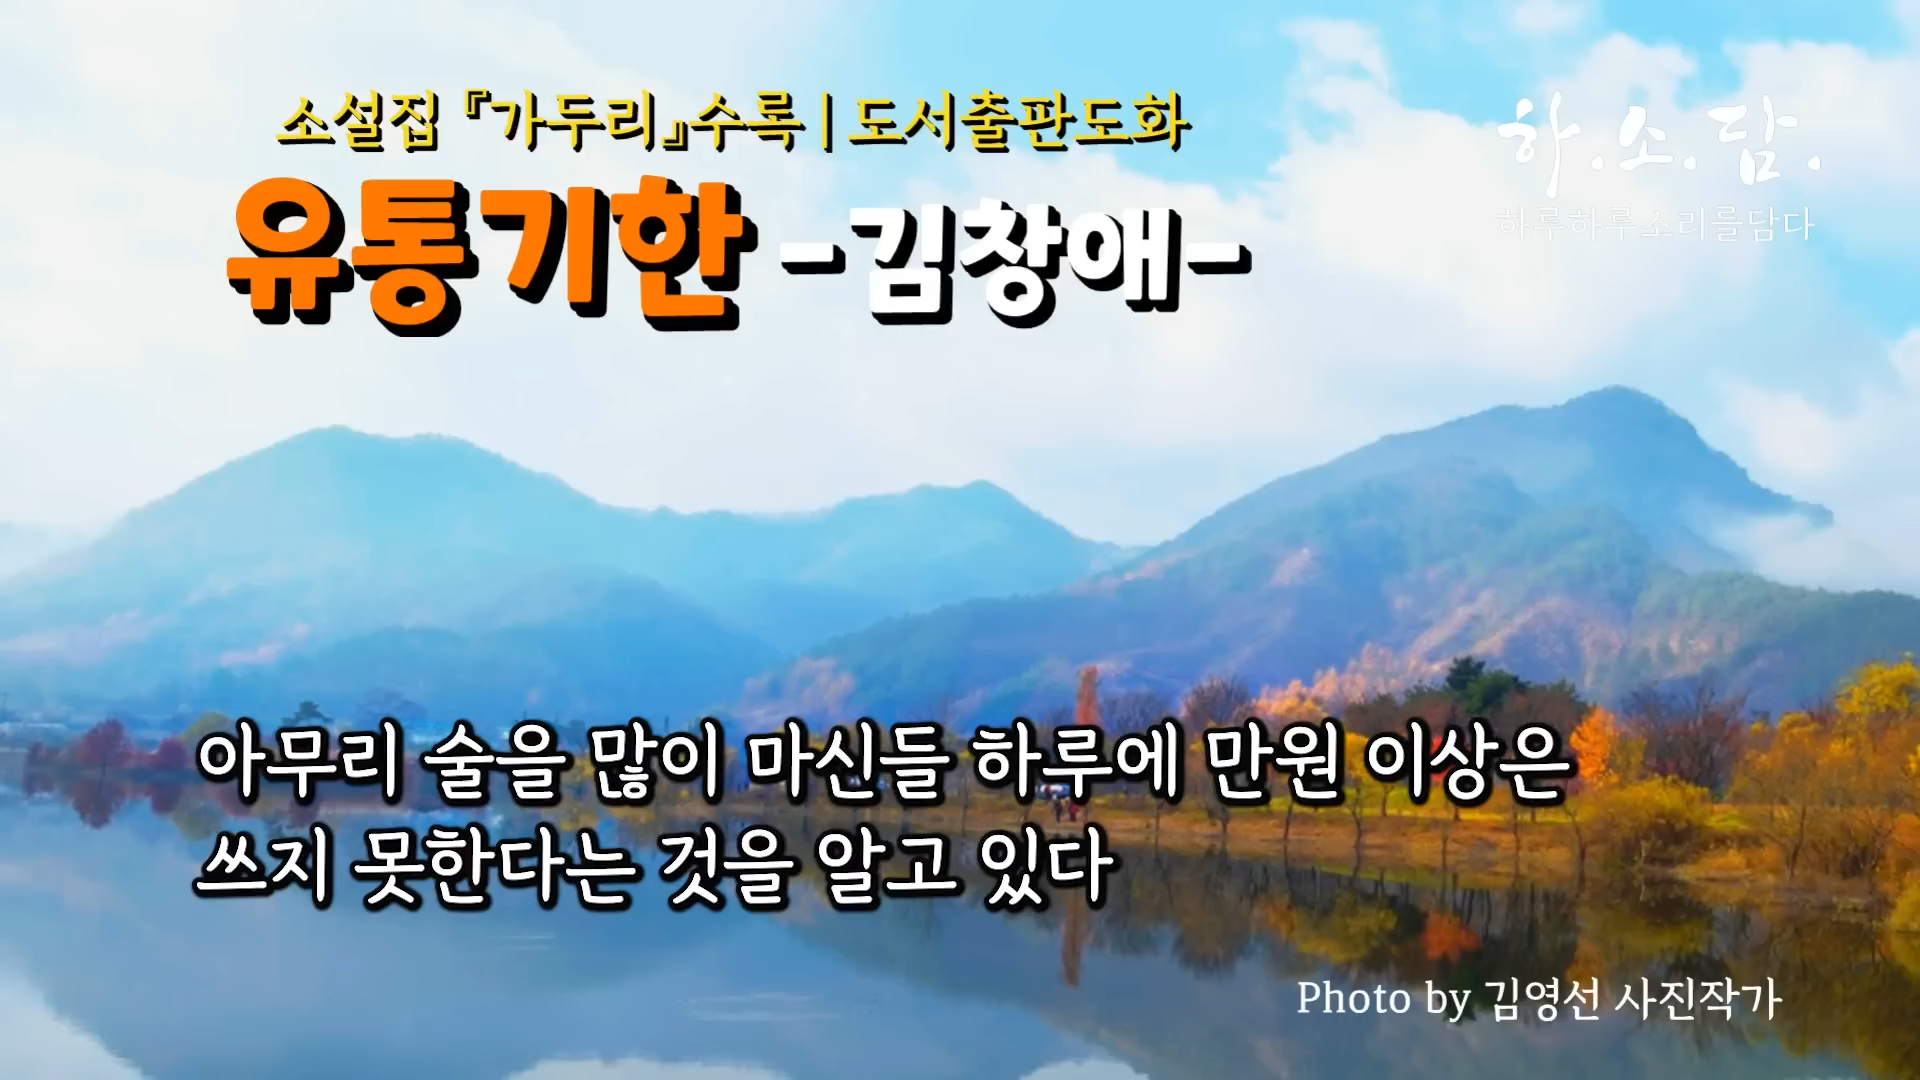 소설집 『가두리』수록 | 도서출판도화
하.소.담.
하루하루소리를담다
유통기한 -김창애-
아무리 술을 많이 마신들 하루에 만원 이상은
쓰지 못한다는 것을 알고 있다
Photo by 김영선 사진작가